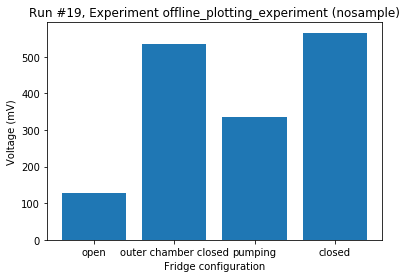 Run #19, Experiment offline_plotting_experiment (nosample)
Voltage (mV)
500
400
300
200
100
0
open outer chamber closed pumping closed
Fridge configuration